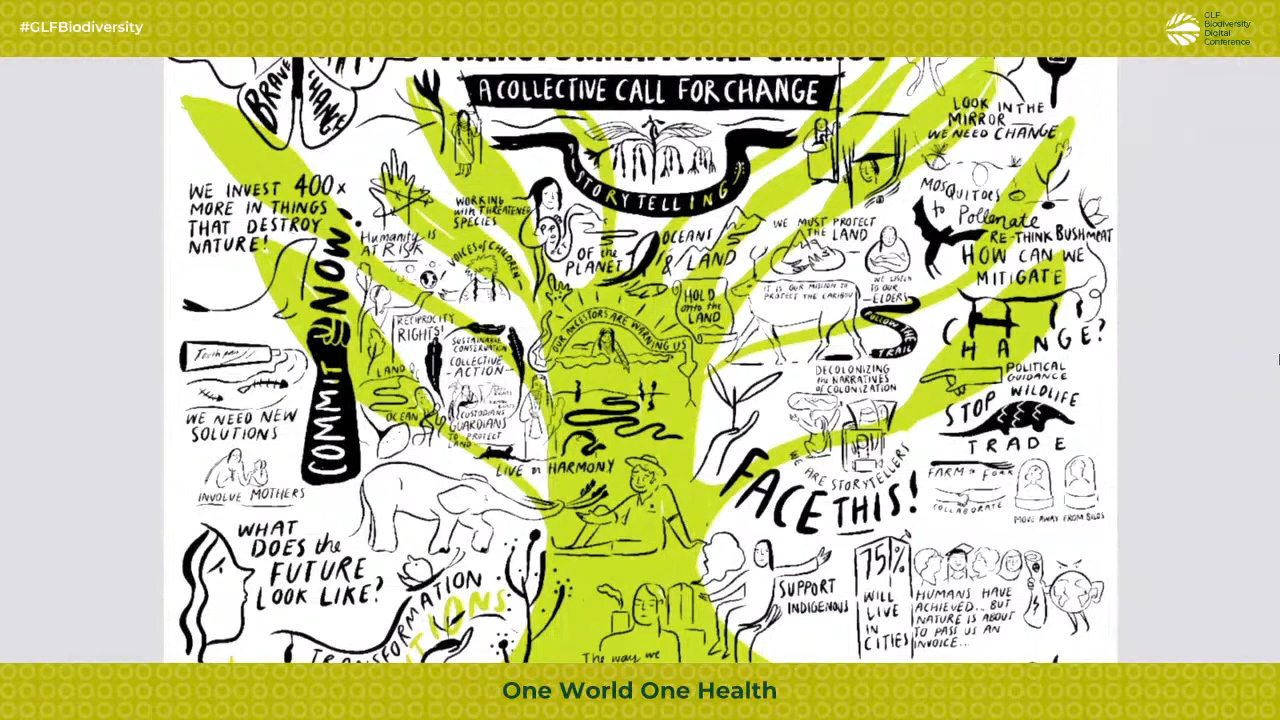 #GLFBiodiversity
GLF
Biodiversity
Digital
Conference
TRANSFORMATIONAL CHANGE
A COLLECTIVE CALL FOR CHANGE
BRAVE
CHANGE
STORYTELLING
LOOK IN THE
MIRROR
WE NEED CHANGE
WE INVEST 400x
MORE IN THINGS
THAT DESTROY
NATURE!
COMMIT NOW!
Humanity is
AT RISK
WORKING
with THREATENED
SPECIES
VOICES of CHILDREN
OF the
PLANET
OCEANS
& LAND
HOLD
onto the
LAND
WE MUST PROTECT
THE LAND
IT IS OUR MISSION to
PROTECT THE CARIBOU
WE LISTEN
TO OUR
ELDERS
FOLLOW THE
TRAIL
MOSQUITOES
to Pollenate
RE-THINK BUSHMEAT
HOW CAN WE
MITIGATE
CHANGE?
RECIPROCITY
RIGHTS!
LAND
OCEAN
SUSTAINABLE
CONSERVATION
COLLECTIVE
-ACTION-
CUSTODIANS
GUARDIANS
TO PROTECT
LAND
OUR ANCESTORS ARE WARNING US
DECOLONIZING
the NARRATIVES
of COLONIZATION
POLITICAL
GUIDANCE
STOP WILDLIFE
TRADE
Toothpaste
WE NEED NEW
SOLUTIONS
INVOLVE MOTHERS
LIVE in HARMONY
WE ARE STORYTELLERS
FACE THIS!
FARM to FORK
COLLABORATE
MOVE AWAY FROM SILOS
WHAT
DOES the
FUTURE
LOOK LIKE?
TRANSFORMATION
SUPPORT
INDIGENOUS
75%
WILL
LIVE
IN
CITIES
HUMANS HAVE
ACHIEVED... BUT
NATURE IS ABOUT
TO PASS US AN
INVOICE...
The way we
One World One Health